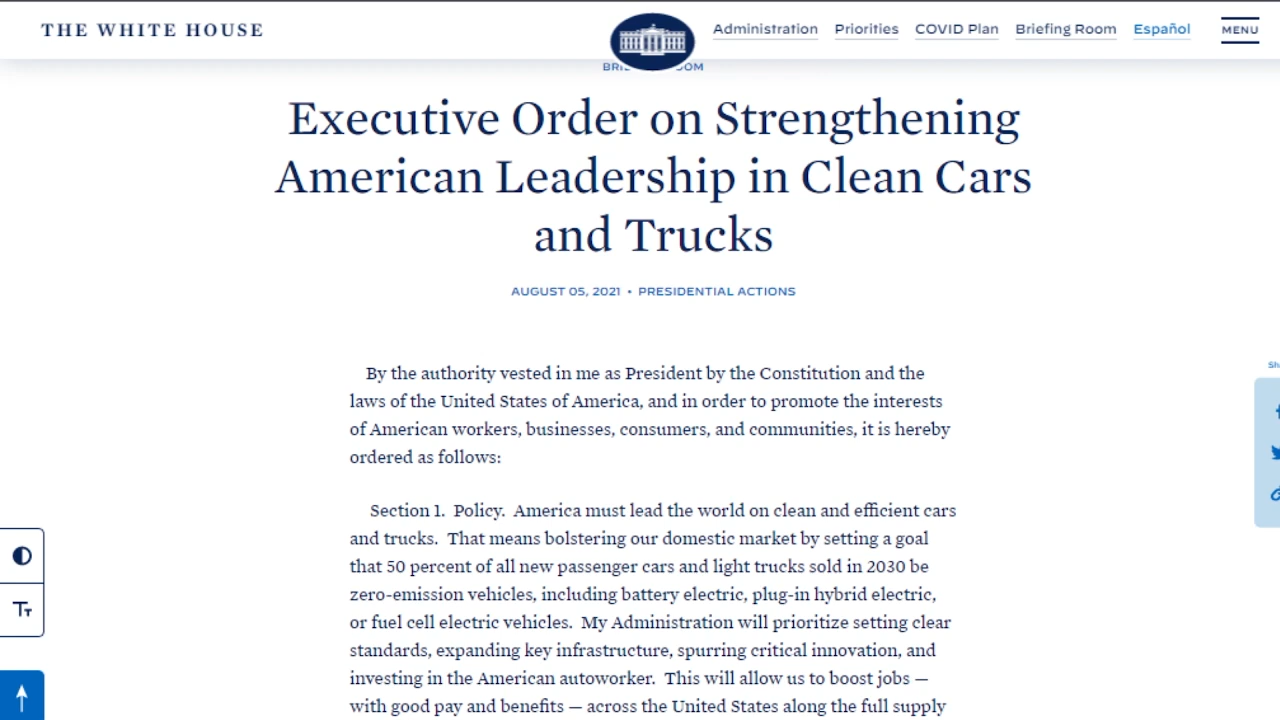 THE WHITE HOUSE
Administration
Priorities
COVID Plan
Briefing Room
Español
MENU
Executive Order on Strengthening
American Leadership in Clean Cars
and Trucks
AUGUST 05, 2021 • PRESIDENTIAL ACTIONS
By the authority vested in me as President by the Constitution and the
laws of the United States of America, and in order to promote the interests
of American workers, businesses, consumers, and communities, it is hereby
ordered as follows:
Section 1.  Policy.  America must lead the world on clean and efficient cars
and trucks.  That means bolstering our domestic market by setting a goal
that 50 percent of all new passenger cars and light trucks sold in 2030 be
zero-emission vehicles, including battery electric, plug-in hybrid electric,
or fuel cell electric vehicles.  My Administration will prioritize setting clear
standards, expanding key infrastructure, spurring critical innovation, and
investing in the American autoworker.  This will allow us to boost jobs —
with good pay and benefits — across the United States along the full supply